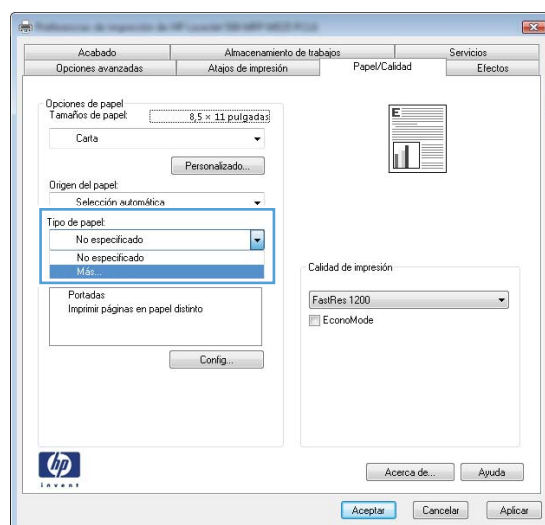 Acabado Almacenamiento de trabajos Servicios
Opciones avanzadas Atajos de impresión Papel/Calidad Efectos
Opciones de papel
Tamaños de papel: 8,5 × 11 pulgadas
Carta
Personalizado...
Origen del papel:
Selección automática
Tipo de papel:
No especificado
No especificado
Más...
Portadas
Imprimir páginas en papel distinto
Config...
E
Calidad de impresión
FastRes 1200
EconoMode
hp
invent
Acerca de... Ayuda
Aceptar Cancelar Aplicar